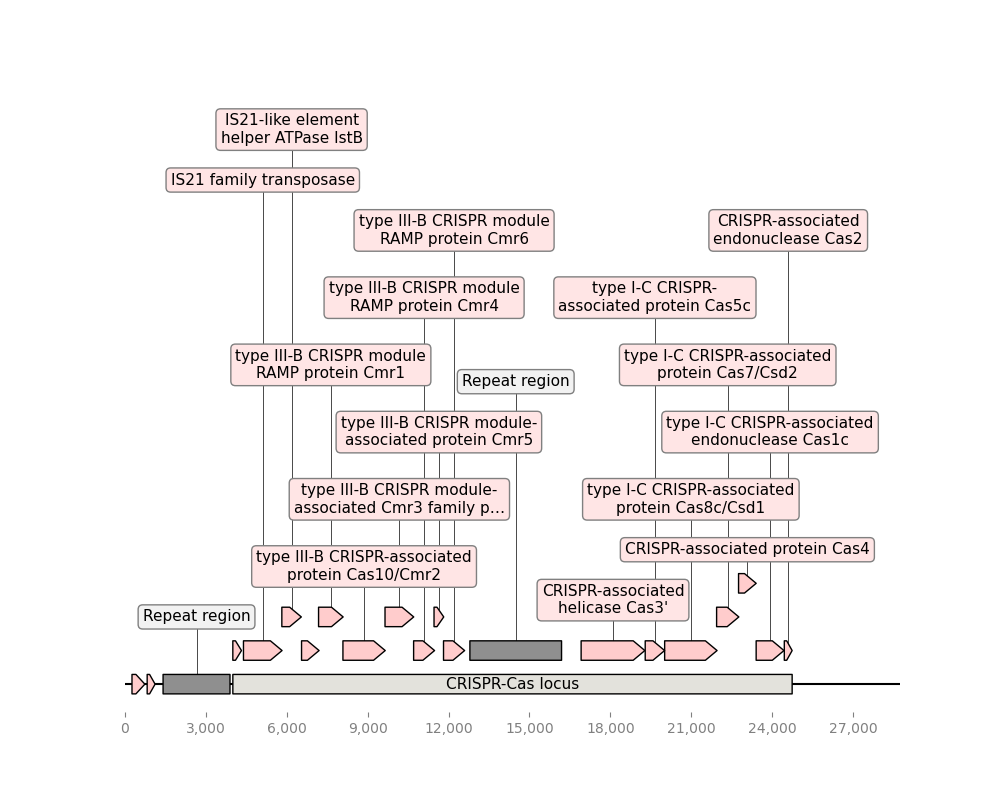 IS21-like element
helper ATPase IstB
IS21 family transposase
type III-B CRISPR module
RAMP protein Cmr6
CRISPR-associated
endonuclease Cas2
type III-B CRISPR module
RAMP protein Cmr4
type I-C CRISPR-
associated protein Cas5c
type III-B CRISPR module
RAMP protein Cmr1
type I-C CRISPR-associated
protein Cas7/Csd2
Repeat region
type III-B CRISPR module-
associated protein Cmr5
type I-C CRISPR-associated
endonuclease Cas1c
type III-B CRISPR module-
associated Cmr3 family p...
type I-C CRISPR-associated
protein Cas8c/Csd1
CRISPR-associated protein Cas4
type III-B CRISPR-associated
protein Cas10/Cmr2
CRISPR-associated
helicase Cas3'
Repeat region
CRISPR-Cas locus
0 3,000 6,000 9,000 12,000 15,000 18,000 21,000 24,000 27,000